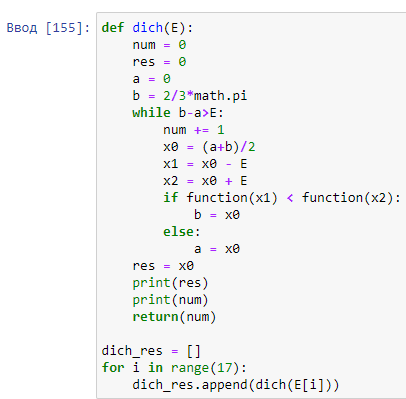 Ввод [155]: def dich(E):
    num = 0
    res = 0
    a = 0
    b = 2/3*math.pi
    while b-a>E:
        num += 1
        x0 = (a+b)/2
        x1 = x0 - E
        x2 = x0 + E
        if function(x1) < function(x2):
            b = x0
        else:
            a = x0
    res = x0
    print(res)
    print(num)
    return(num)

dich_res = []
for i in range(17):
    dich_res.append(dich(E[i]))